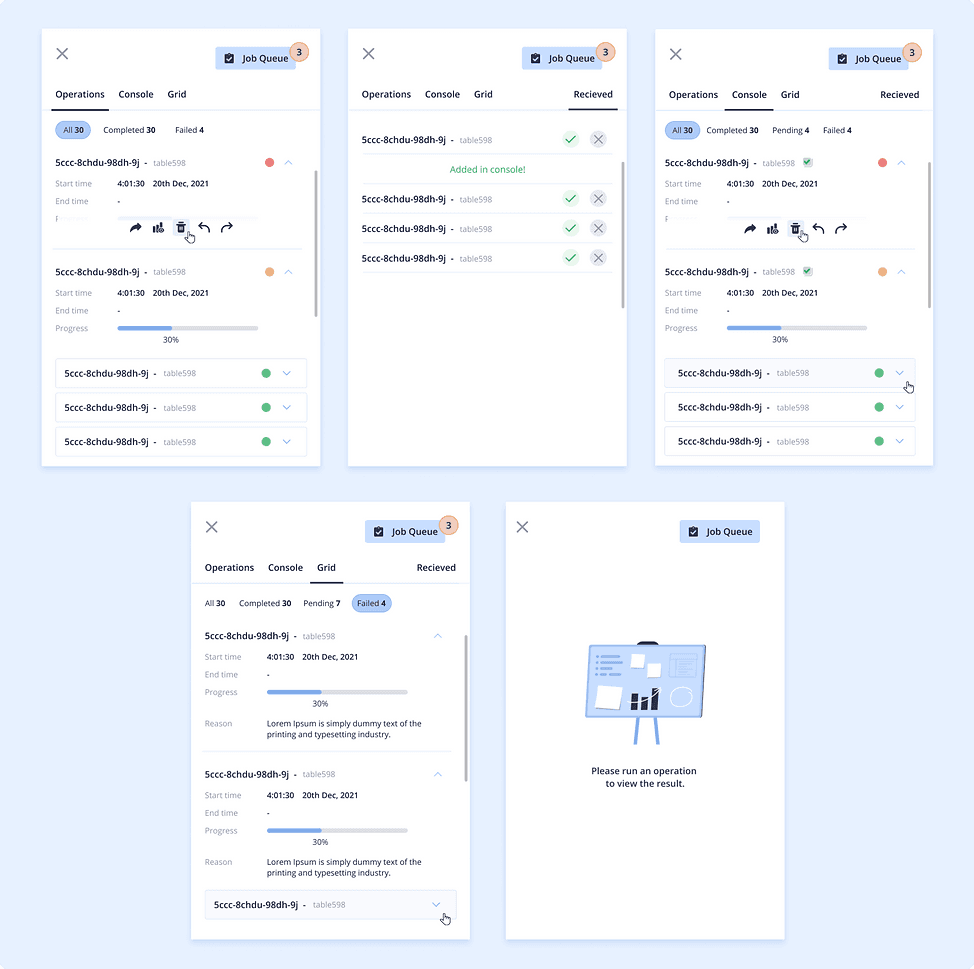 Job Queue 3
Operations Console Grid
All 30 Completed 30 Failed 4
5ccc-8chdu-98dh-9j - table598
Start time 4:01:30 20th Dec, 2021
End time -
5ccc-8chdu-98dh-9j - table598
Start time 4:01:30 20th Dec, 2021
End time -
Progress
30%
5ccc-8chdu-98dh-9j - table598
5ccc-8chdu-98dh-9j - table598
5ccc-8chdu-98dh-9j - table598
Job Queue 3
Operations Console Grid Recieved
5ccc-8chdu-98dh-9j - table598
Added in console!
5ccc-8chdu-98dh-9j - table598
5ccc-8chdu-98dh-9j - table598
5ccc-8chdu-98dh-9j - table598
Job Queue 3
Operations Console Grid Recieved
All 30 Completed 30 Pending 4 Failed 4
5ccc-8chdu-98dh-9j - table598
Start time 4:01:30 20th Dec, 2021
End time -
5ccc-8chdu-98dh-9j - table598
Start time 4:01:30 20th Dec, 2021
End time -
Progress
30%
5ccc-8chdu-98dh-9j - table598
5ccc-8chdu-98dh-9j - table598
5ccc-8chdu-98dh-9j - table598
Job Queue 3
Operations Console Grid Recieved
All 30 Completed 30 Pending 7 Failed 4
5ccc-8chdu-98dh-9j - table598
Start time 4:01:30 20th Dec, 2021
End time -
Progress
30%
Reason Lorem Ipsum is simply dummy text of the
printing and typesetting industry.
5ccc-8chdu-98dh-9j - table598
Start time 4:01:30 20th Dec, 2021
End time -
Progress
30%
Reason Lorem Ipsum is simply dummy text of the
printing and typesetting industry.
5ccc-8chdu-98dh-9j - table598
Job Queue
Please run an operation
to view the result.